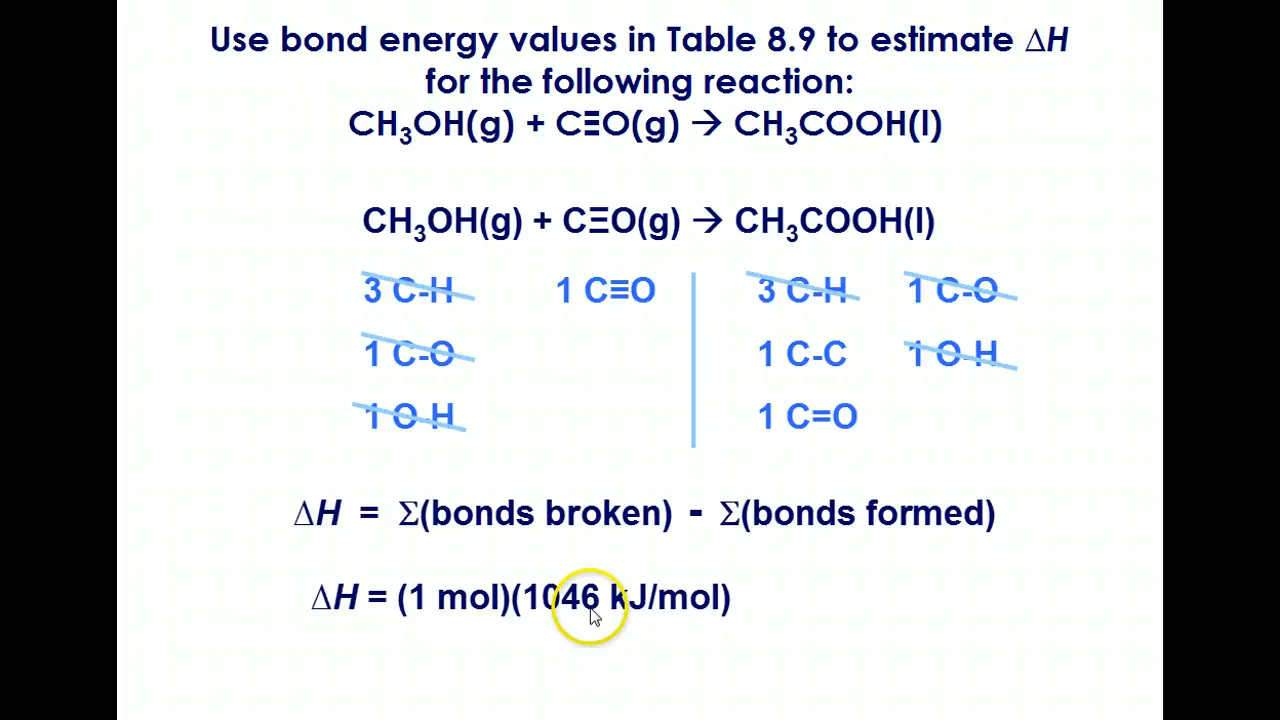 Use bond energy values in Table 8.9 to estimate ΔH
for the following reaction:
CH₃OH(g) + C≡O(g) → CH₃COOH(l)
CH₃OH(g) + C≡O(g) → CH₃COOH(l)
3 C-H 1 C≡O 3 C-H 1 C-O
1 C-O 1 C-C 1 O-H
1 O-H 1 C=O
ΔH = Σ(bonds broken) - Σ(bonds formed)
ΔH = (1 mol)(1046 kJ/mol)